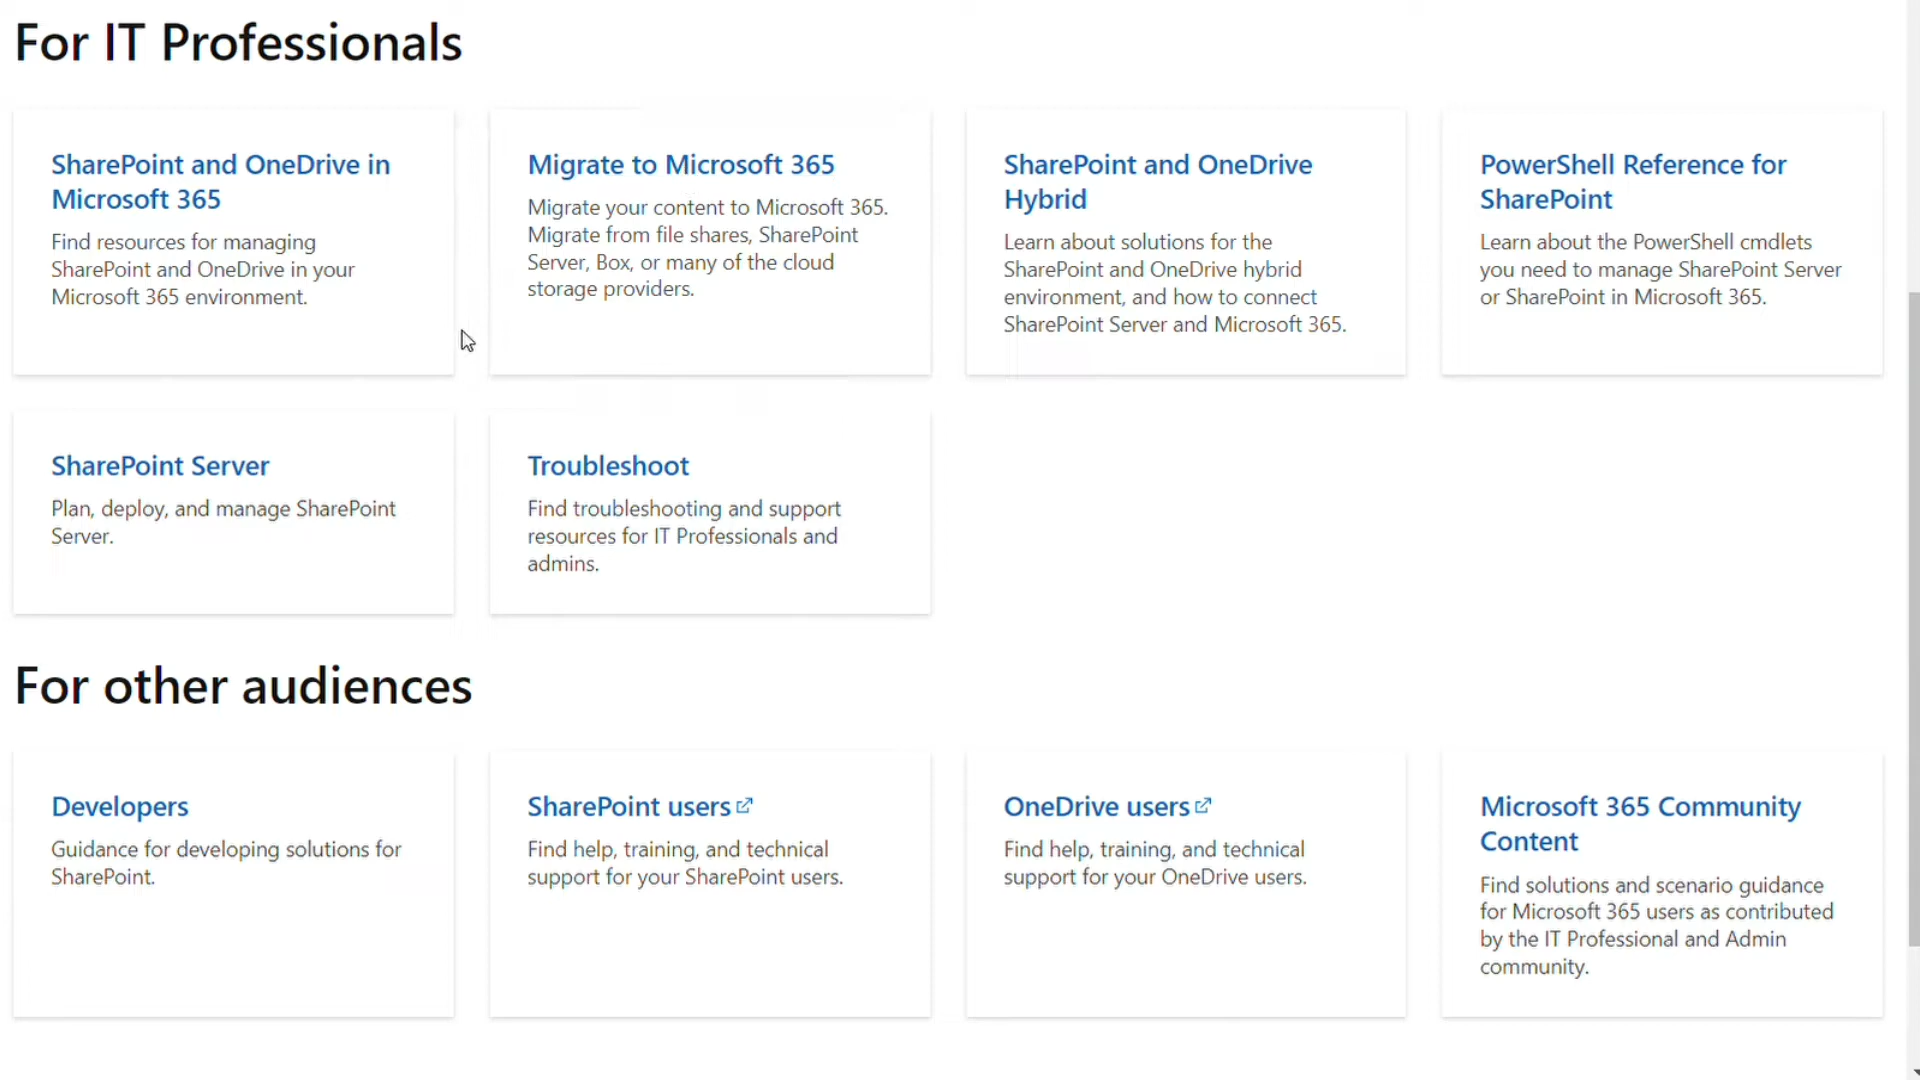 For IT Professionals
SharePoint and OneDrive in
Microsoft 365
Find resources for managing
SharePoint and OneDrive in your
Microsoft 365 environment.
Migrate to Microsoft 365
Migrate your content to Microsoft 365.
Migrate from file shares, SharePoint
Server, Box, or many of the cloud
storage providers.
SharePoint and OneDrive
Hybrid
Learn about solutions for the
SharePoint and OneDrive hybrid
environment, and how to connect
SharePoint Server and Microsoft 365.
PowerShell Reference for
SharePoint
Learn about the PowerShell cmdlets
you need to manage SharePoint Server
or SharePoint in Microsoft 365.
SharePoint Server
Plan, deploy, and manage SharePoint
Server.
Troubleshoot
Find troubleshooting and support
resources for IT Professionals and
admins.
For other audiences
Developers
Guidance for developing solutions for
SharePoint.
SharePoint users
Find help, training, and technical
support for your SharePoint users.
OneDrive users
Find help, training, and technical
support for your OneDrive users.
Microsoft 365 Community
Content
Find solutions and scenario guidance
for Microsoft 365 users as contributed
by the IT Professional and Admin
community.